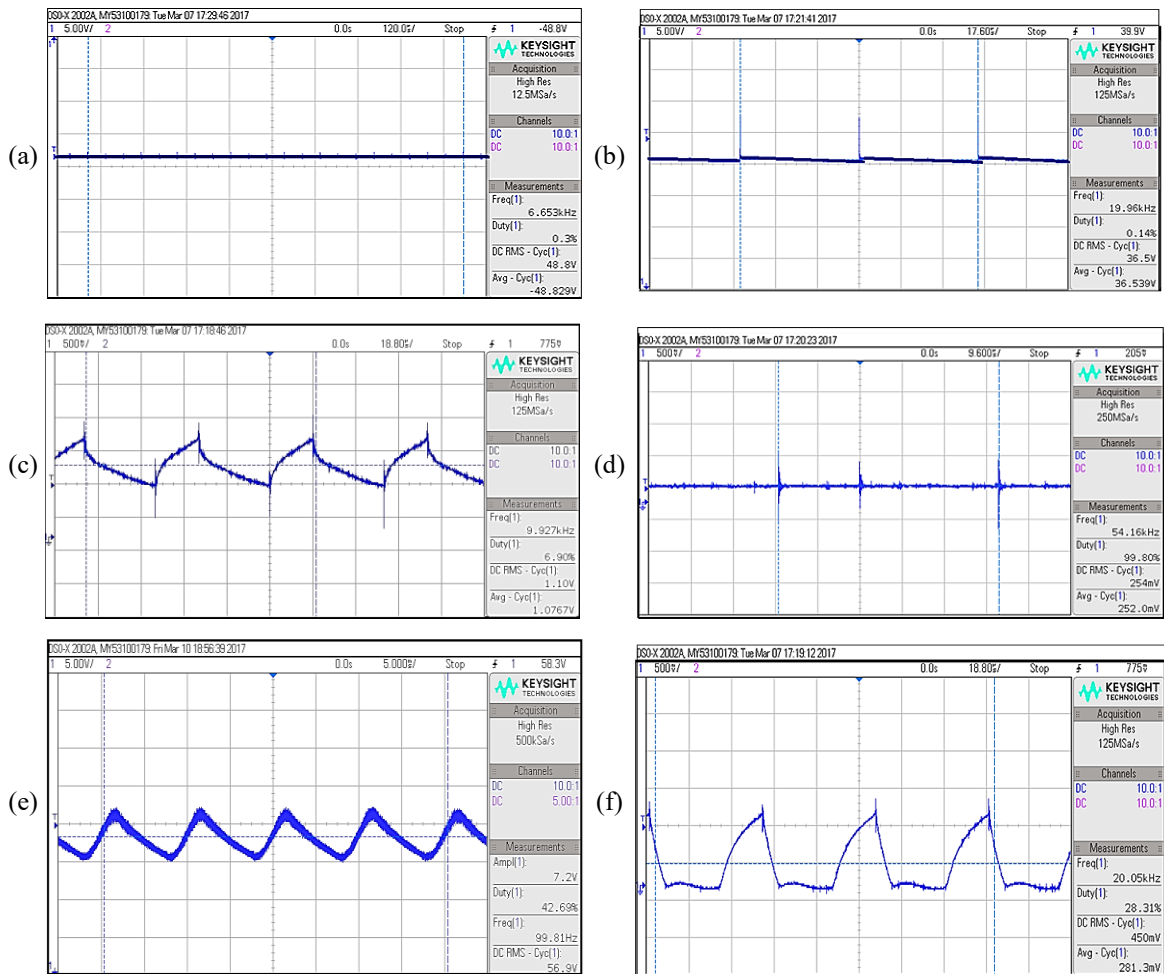 (a)
DSO-X 2002A, MY53100179: Tue Mar 07 17:29:46 2017
1 5.00V/ 2 0.0s 120.0%/ Stop 1 -48.8V
KEYSIGHT
TECHNOLOGIES
Acquisition
High Res
12.5MSa/s
Channels
DC 10.0:1
DC 10.0:1
Measurements
Freq(1):
6.653kHz
Duty(1):
0.3%
DC RMS - Cyc(1):
48.8V
Avg - Cyc(1):
-48.829V
(b)
DSO-X 2002A, MY53100179: Tue Mar 07 17:21:41 2017
1 5.00V/ 2 0.0s 17.60%/ Stop 1 39.9V
KEYSIGHT
TECHNOLOGIES
Acquisition
High Res
125MSa/s
Channels
DC 10.0:1
DC 10.0:1
Measurements
Freq(1):
19.96kHz
Duty(1):
0.14%
DC RMS - Cyc(1):
36.5V
Avg - Cyc(1):
36.539V
(c)
DSO-X 2002A, MY53100179: Tue Mar 07 17:18:46 2017
1 500%/ 2 0.0s 18.80%/ Stop 1 775%
KEYSIGHT
TECHNOLOGIES
Acquisition
High Res
125MSa/s
Channels
DC 10.0:1
DC 10.0:1
Measurements
Freq(1):
9.927kHz
Duty(1):
6.90%
DC RMS - Cyc(1):
1.10V
Avg - Cyc(1):
1.0767V
(d)
DSO-X 2002A, MY53100179: Tue Mar 07 17:20:23 2017
1 500%/ 2 0.0s 9.600%/ Stop 1 205%
KEYSIGHT
TECHNOLOGIES
Acquisition
High Res
250MSa/s
Channels
DC 10.0:1
DC 10.0:1
Measurements
Freq(1):
54.16kHz
Duty(1):
99.80%
DC RMS - Cyc(1):
254mV
Avg - Cyc(1):
252.0mV
(e)
DSO-X 2002A, MY53100179: Fri Mar 10 18:56:39 2017
1 5.00V/ 2 0.0s 5.000%/ Stop 1 58.3V
KEYSIGHT
TECHNOLOGIES
Acquisition
High Res
500kSa/s
Channels
DC 10.0:1
DC 5.00:1
Measurements
Ampl(1):
7.2V
Duty(1):
42.69%
Freq(1):
99.81Hz
DC RMS - Cyc(1):
56.9V
(f)
DSO-X 2002A, MY53100179: Tue Mar 07 17:19:12 2017
1 500%/ 2 0.0s 18.80%/ Stop 1 775%
KEYSIGHT
TECHNOLOGIES
Acquisition
High Res
125MSa/s
Channels
DC 10.0:1
DC 10.0:1
Measurements
Freq(1):
20.05kHz
Duty(1):
28.31%
DC RMS - Cyc(1):
450mV
Avg - Cyc(1):
281.3mV